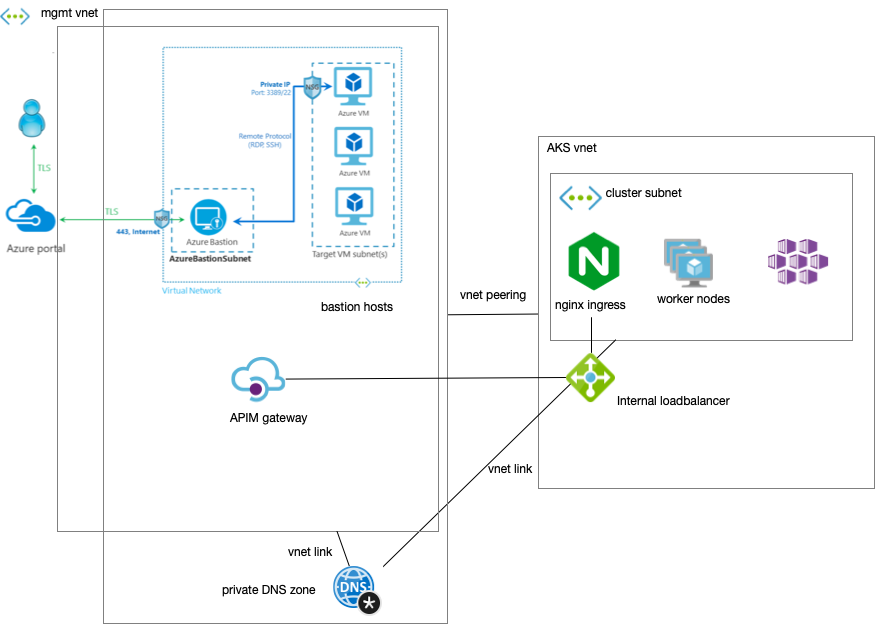 mgmt vnet
Private IP
Port: 3389/22
NSG
Azure VM
Remote Protocol
(RDP, SSH)
Azure VM
TLS
TLS
NSG
443, Internet
Azure VM
Azure portal
Azure Bastion
AzureBastionSubnet
Target VM subnet(s)
Virtual Network
bastion hosts
vnet peering
AKS vnet
cluster subnet
N
nginx ingress
worker nodes
APIM gateway
Internal loadbalancer
vnet link
vnet link
private DNS zone
DNS
*